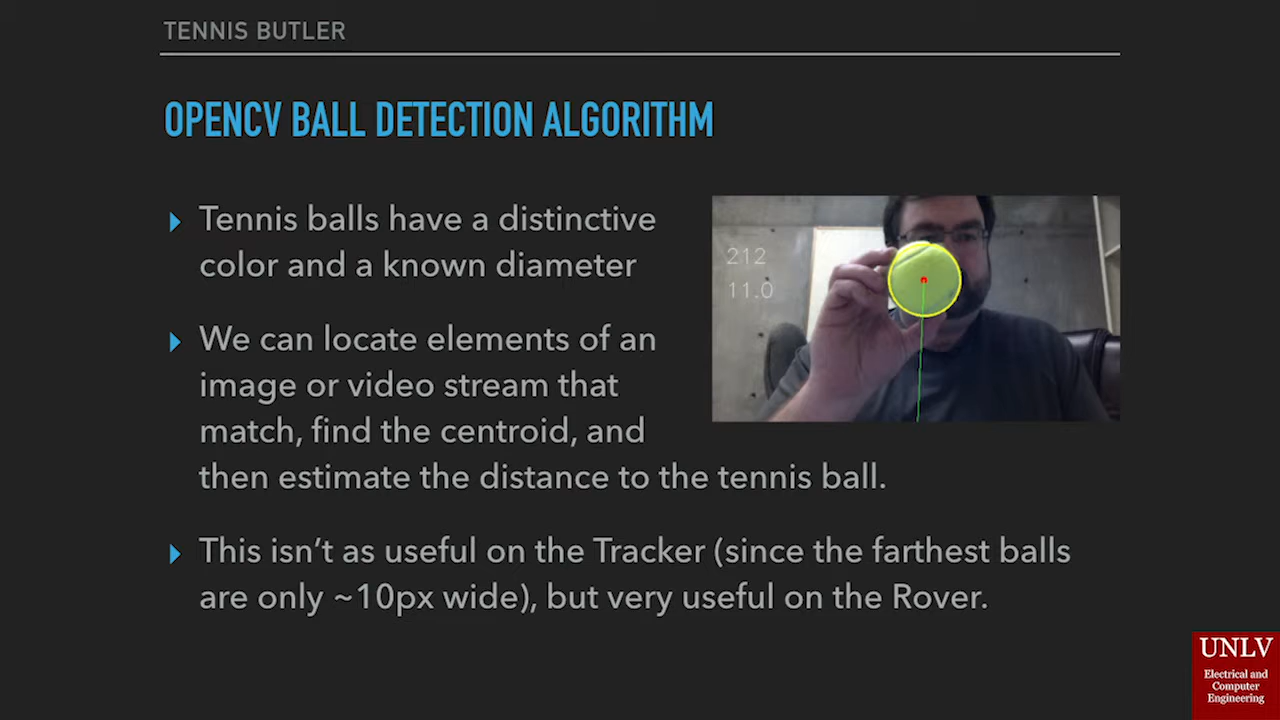 TENNIS BUTLER
OPENCV BALL DETECTION ALGORITHM
Tennis balls have a distinctive
color and a known diameter
We can locate elements of an
image or video stream that
match, find the centroid, and
then estimate the distance to the tennis ball.
This isn’t as useful on the Tracker (since the farthest balls
are only ~10px wide), but very useful on the Rover.
212
11.0
UNLV
Electrical and
Computer
Engineering